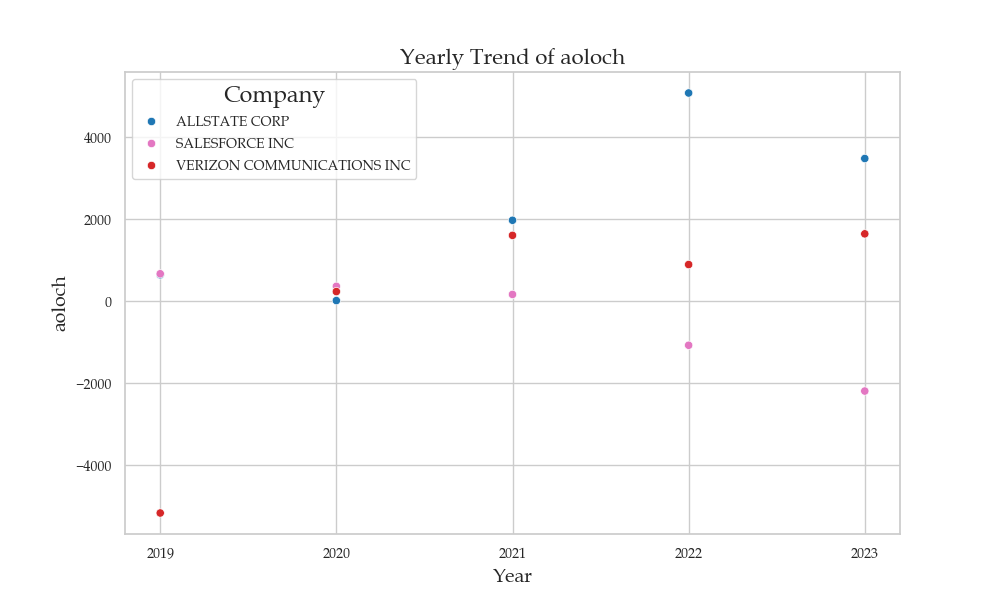 Yearly Trend of aoloch
Company
ALLSTATE CORP
SALESFORCE INC
VERIZON COMMUNICATIONS INC
aoloch
4000
2000
0
−2000
−4000
2019
2020
2021
2022
2023
Year